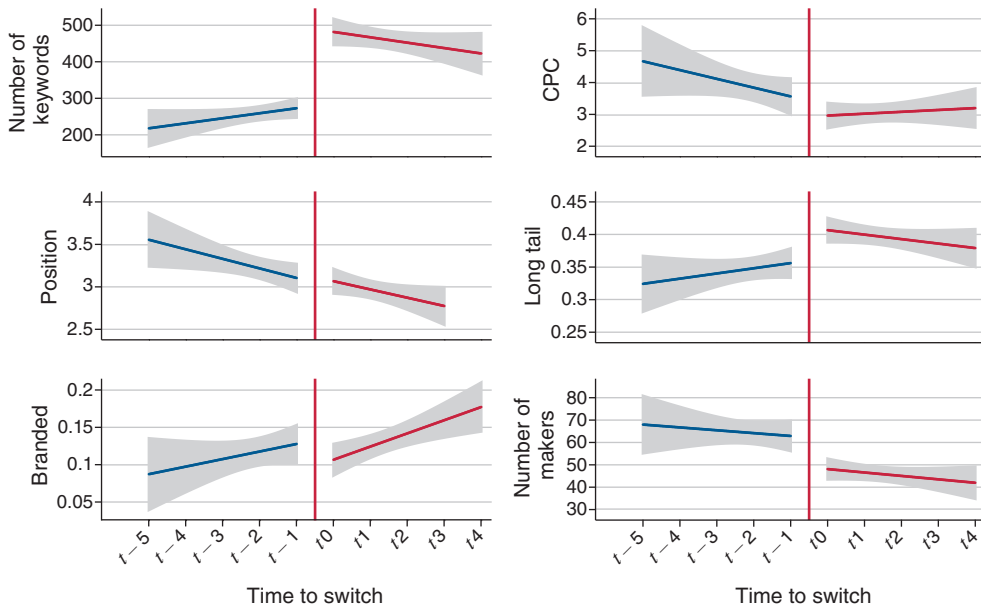 Number of
keywords
500
400
300
200
CPC
6
5
4
3
2
Position
4
3.5
3
2.5
Long tail
0.45
0.4
0.35
0.3
0.25
Branded
0.2
0.15
0.1
0.05
Number of
makers
80
70
60
50
40
30
t – 5 t – 4 t – 3 t – 2 t – 1 t0 t1 t2 t3 t4
Time to switch
t – 5 t – 4 t – 3 t – 2 t – 1 t0 t1 t2 t3 t4
Time to switch